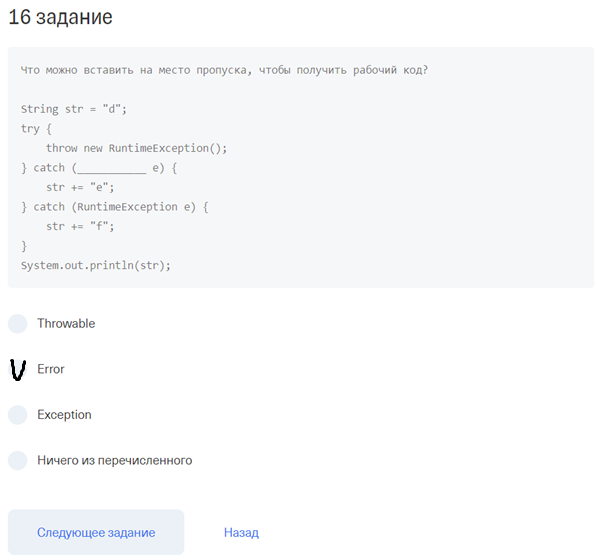 16 задание
Что можно вставить на место пропуска, чтобы получить рабочий код?
String str = "d";
try {
    throw new RuntimeException();
} catch (___________ e) {
    str += "e";
} catch (RuntimeException e) {
    str += "f";
}
System.out.println(str);
Throwable
Error
Exception
Ничего из перечисленного
Следующее задание Назад